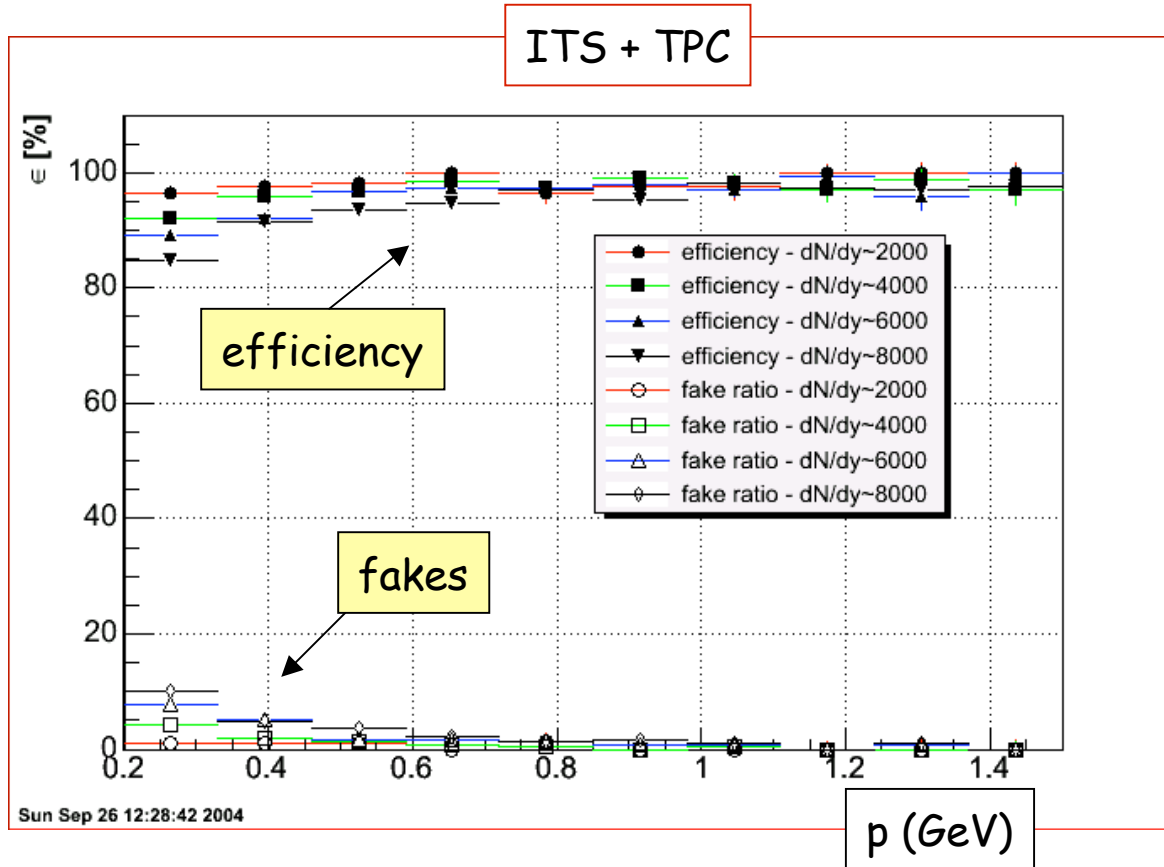 ITS + TPC
∈ [%]
100
80
60
40
20
0
efficiency
fakes
efficiency - dN/dy~2000
efficiency - dN/dy~4000
efficiency - dN/dy~6000
efficiency - dN/dy~8000
fake ratio - dN/dy~2000
fake ratio - dN/dy~4000
fake ratio - dN/dy~6000
fake ratio - dN/dy~8000
0.2 0.4 0.6 0.8 1 1.2 1.4
Sun Sep 26 12:28:42 2004
p (GeV)